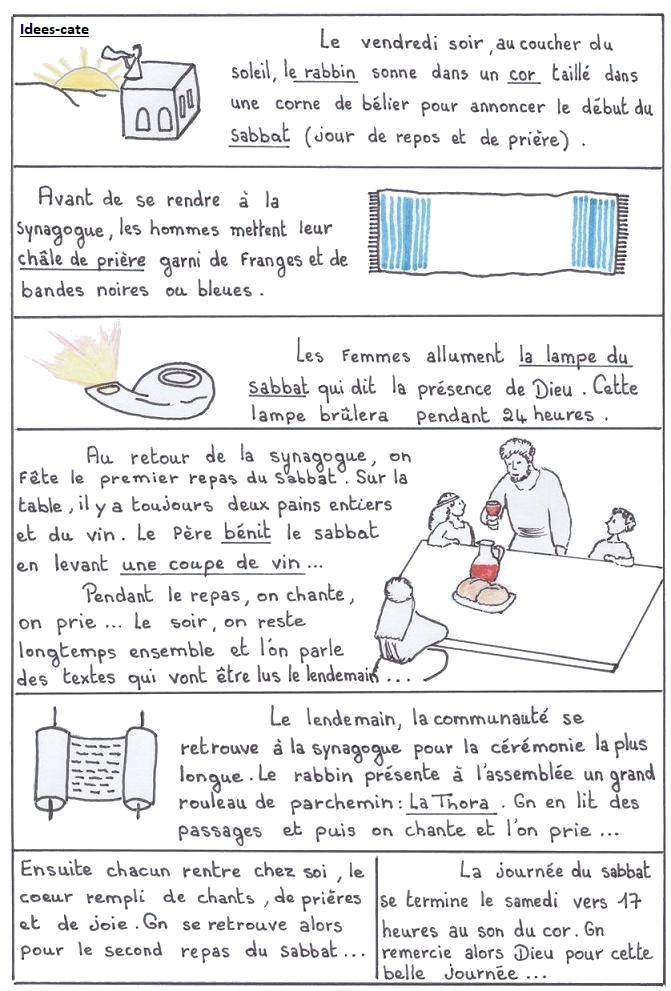 Idees-cate
Le vendredi soir, au coucher du
soleil, le rabbin sonne dans un cor taillé dans
une corne de bélier pour annoncer le début du
sabbat (jour de repos et de prière).
Avant de se rendre à la
synagogue, les hommes mettent leur
châle de prière garni de franges et de
bandes noires ou bleues.
Les femmes allument la lampe du
sabbat qui dit la présence de Dieu. Cette
lampe brûlera pendant 24 heures.
Au retour de la synagogue, on
fête le premier repas du sabbat. Sur la
table, il y a toujours deux pains entiers
et du vin. Le Père bénit le sabbat
en levant une coupe de vin...
Pendant le repas, on chante,
on prie... Le soir, on reste
longtemps ensemble et l'on parle
des textes qui vont être lus le lendemain...
Le lendemain, la communauté se
retrouve à la synagogue pour la cérémonie la plus
longue. Le rabbin présente à l'assemblée un grand
rouleau de parchemin: La Thora. On en lit des
passages et puis on chante et l'on prie...
Ensuite chacun rentre chez soi, le
coeur rempli de chants, de prières
et de joie. On se retrouve alors
pour le second repas du sabbat...
La journée du sabbat
se termine le samedi vers 17
heures au son du cor. On
remercie alors Dieu pour cette
belle journée...